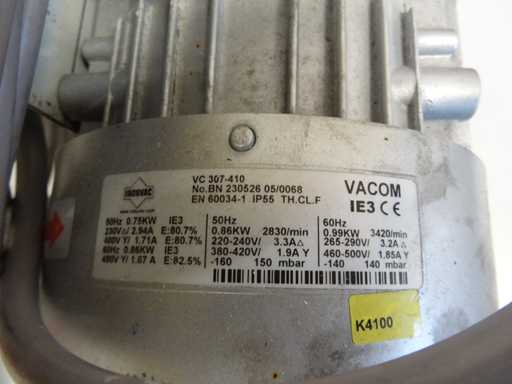 VC 307-410
No.BN 230526 05/0068
EN 60034-1 IP55 TH.CL.F
VACOM
IE3 CE
50Hz 0.75KW IE3
230V△/ 2.94A E:80.7%
400V Y/ 1.71A E:80.7%
60Hz 0.86KW IE3
460V Y/ 1.67 A E:82.5%
50Hz
0.86KW 2830/min
220-240V/ 3.3A △
380-420V/ 1.9A Y
-160 150 mbar
60Hz
0.99KW 3420/min
265-290V/ 3.2A △
460-500V/ 1.85A Y
-140 140 mbar
K4100